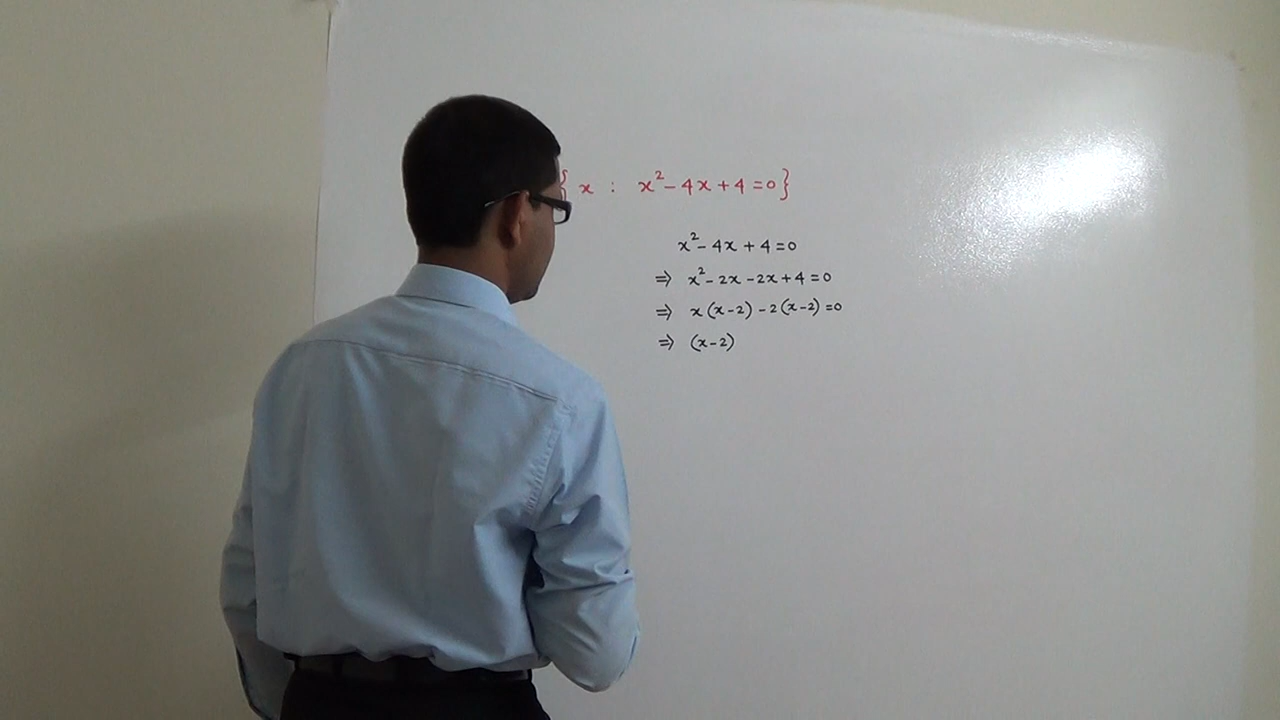 { x : x² - 4x + 4 = 0 }
x² - 4x + 4 = 0
⇒ x² - 2x - 2x + 4 = 0
⇒ x (x - 2) - 2 (x - 2) = 0
⇒ (x - 2)